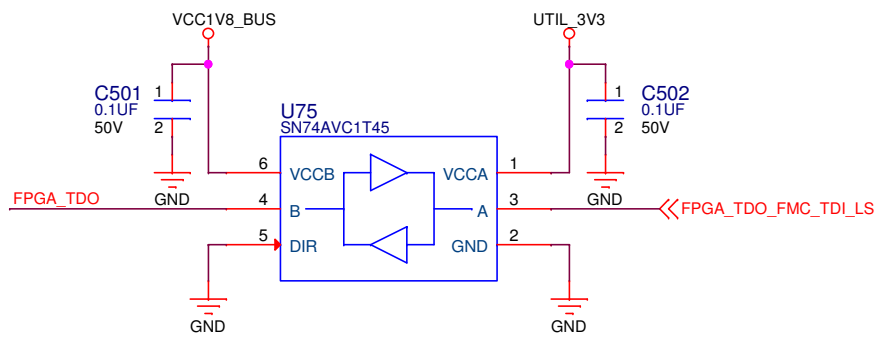 VCC1V8_BUS
UTIL_3V3
C501
0.1UF
50V
1
2
GND
U75
SN74AVC1T45
C502
0.1UF
50V
1
2
GND
6
VCCB
VCCA
1
FPGA_TDO
4
B
A
3
FPGA_TDO_FMC_TDI_LS
5
DIR
GND
2
GND
GND